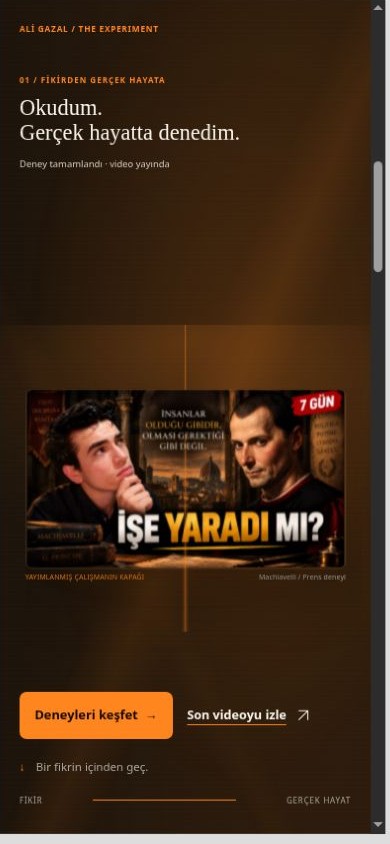 ALİ GAZAL / THE EXPERIMENT
01 / FİKİRDEN GERÇEK HAYATA
Okudum.
Gerçek hayatta denedim.
Deney tamamlandı · video yayında
7 GÜN
İNSANLAR
OLDUĞU GİBİDİR,
OLMASI GEREKTİĞİ
GİBİ DEĞİL.
İŞE YARADI MI?
YAYIMLANMIŞ ÇALIŞMANIN KAPAĞI
Machiavelli / Prens deneyi
Deneyleri keşfet →
Son videoyu izle ↗
↓ Bir fikrin içinden geç.
FİKİR
GERÇEK HAYAT